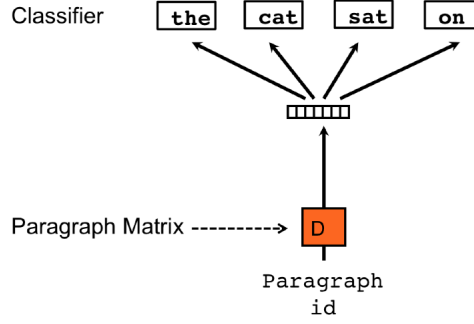 Classifier the cat sat on
Paragraph Matrix D
Paragraph
id